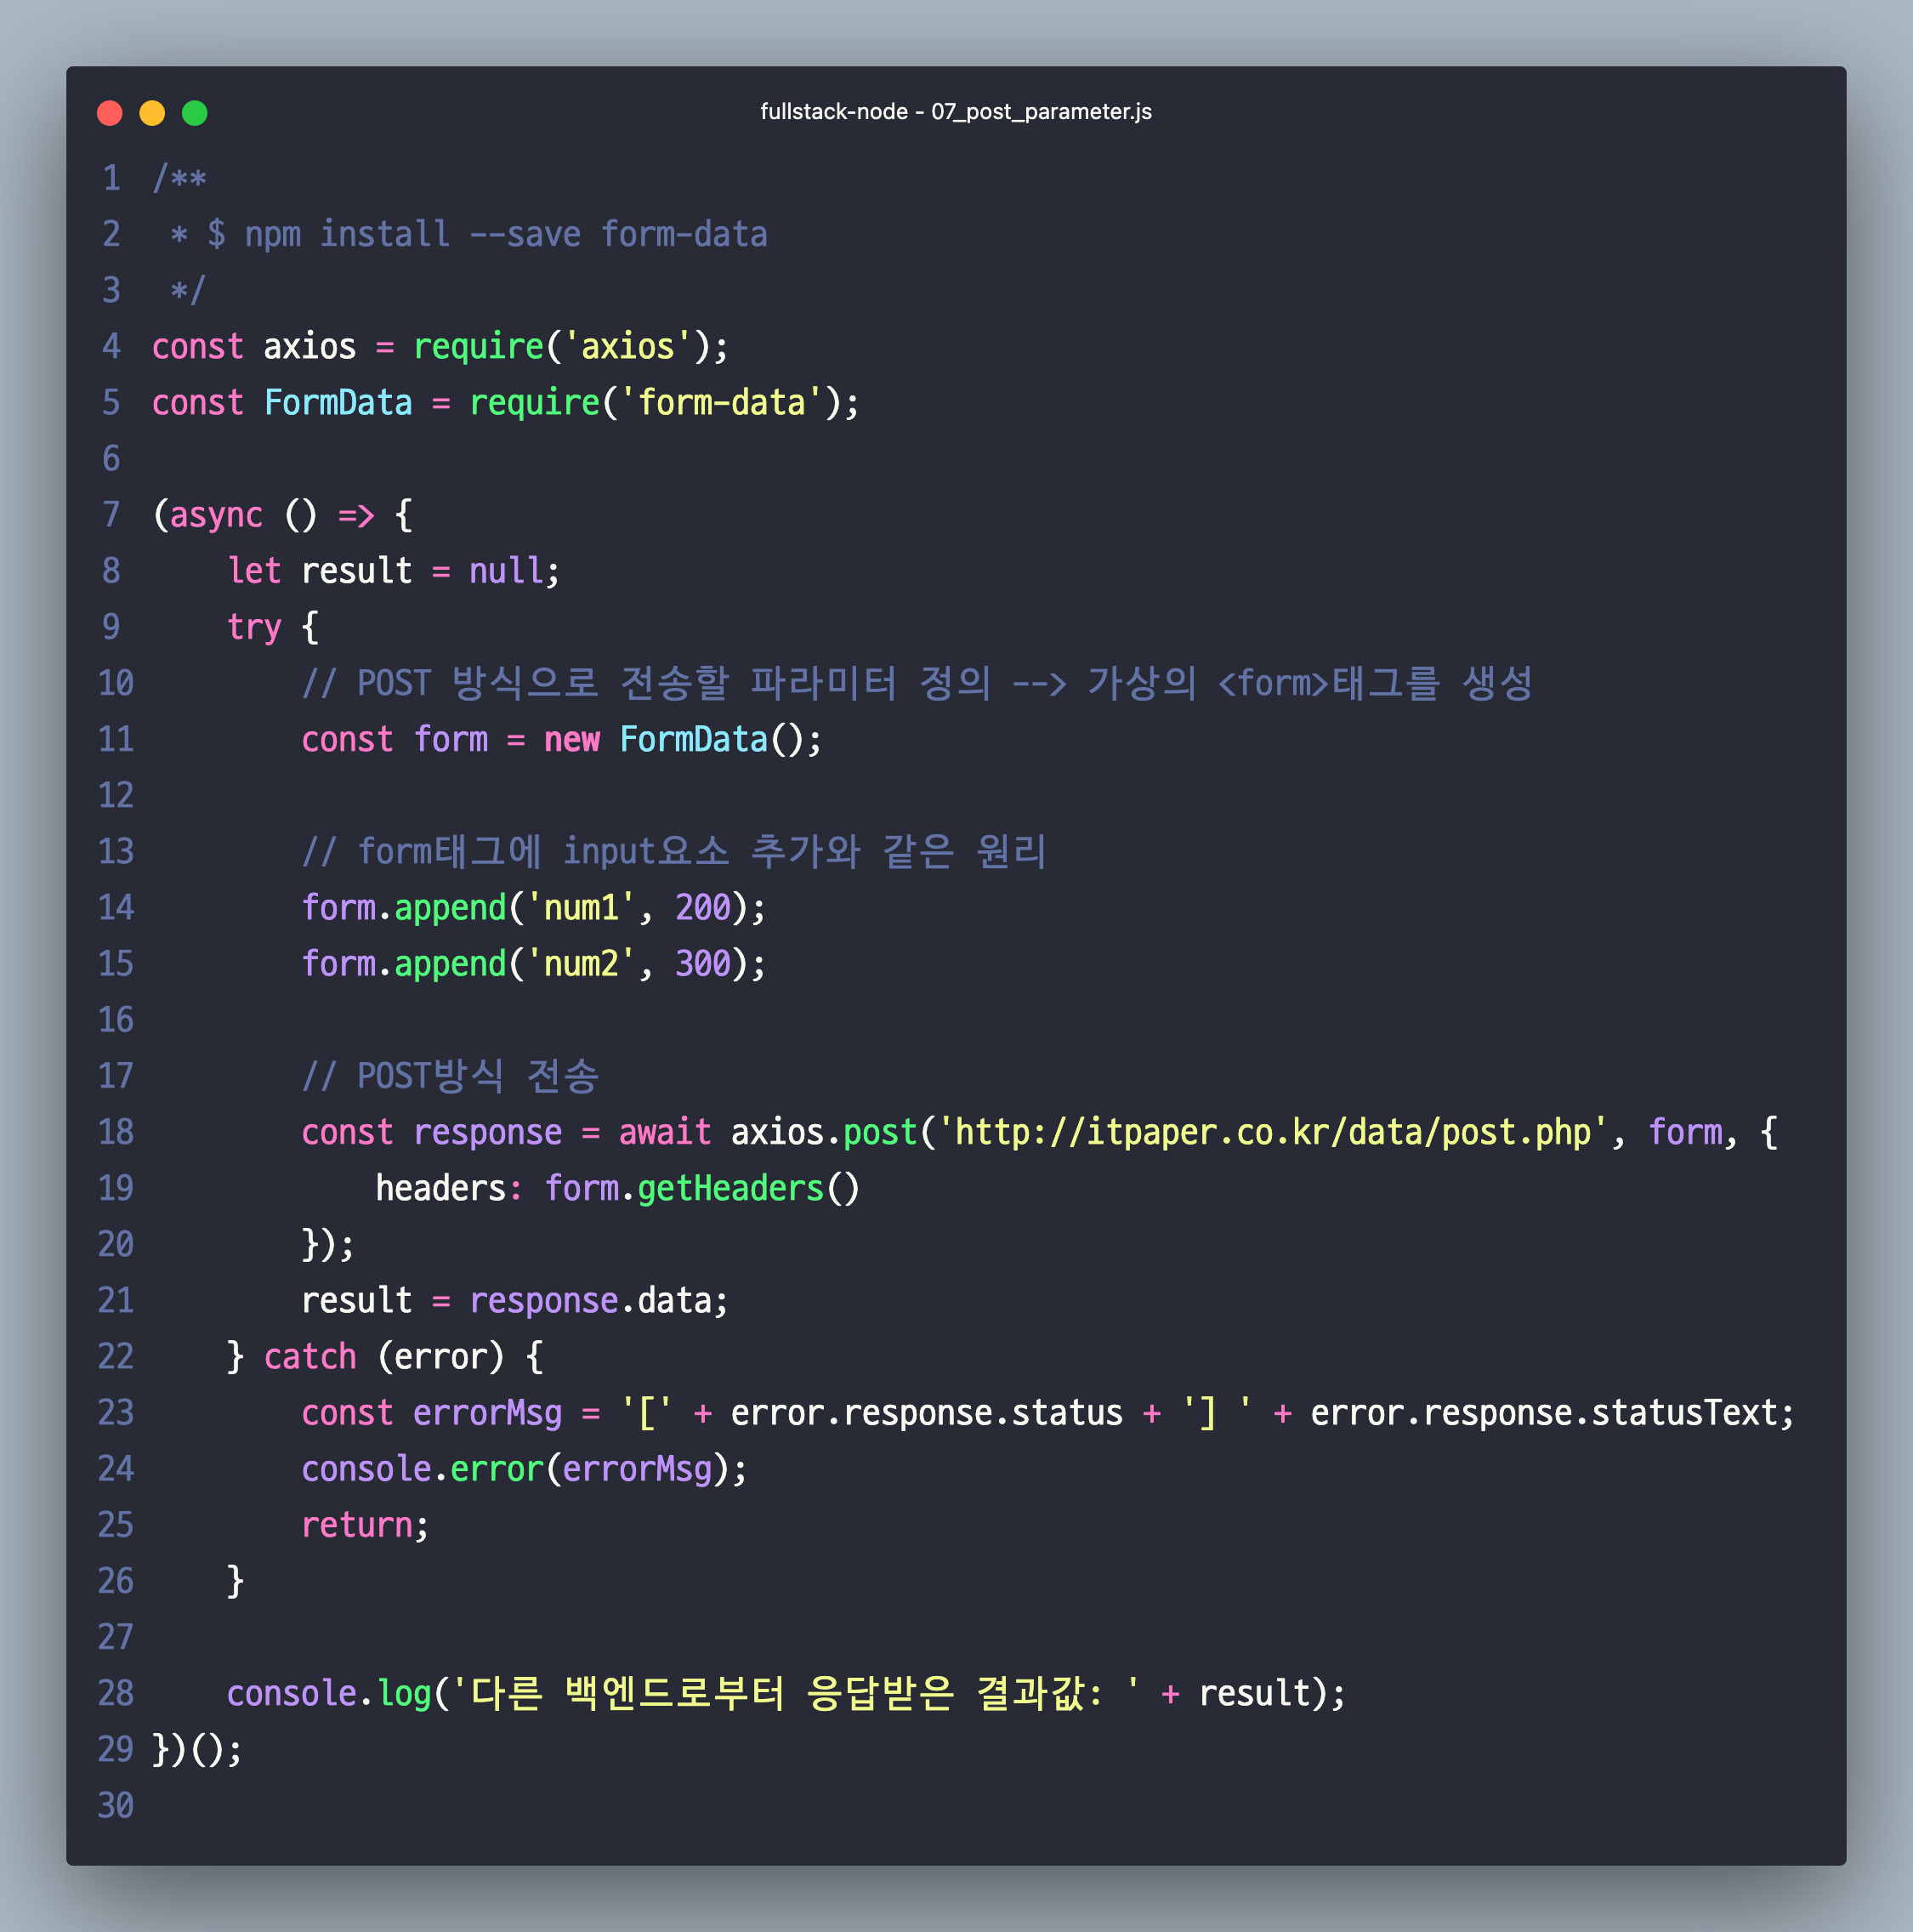 fullstack-node - 07_post_parameter.js
1 /**
2  * $ npm install --save form-data
3  */
4 const axios = require('axios');
5 const FormData = require('form-data');
6
7 (async () => {
8     let result = null;
9     try {
10         // POST 방식으로 전송할 파라미터 정의 --> 가상의 <form>태그를 생성
11         const form = new FormData();
12
13         // form태그에 input요소 추가와 같은 원리
14         form.append('num1', 200);
15         form.append('num2', 300);
16
17         // POST방식 전송
18         const response = await axios.post('http://itpaper.co.kr/data/post.php', form, {
19             headers: form.getHeaders()
20         });
21         result = response.data;
22     } catch (error) {
23         const errorMsg = '[' + error.response.status + '] ' + error.response.statusText;
24         console.error(errorMsg);
25         return;
26     }
27
28     console.log('다른 백엔드로부터 응답받은 결과값: ' + result);
29 })();
30